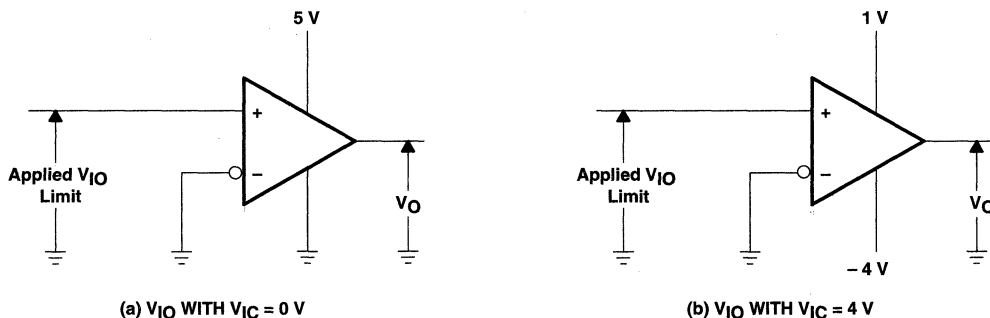 5 V
1 V
+
+
Applied VIO
Limit
−
VO
Applied VIO
Limit
−
VO
− 4 V
(a) VIO WITH VIC = 0 V
(b) VIO WITH VIC = 4 V